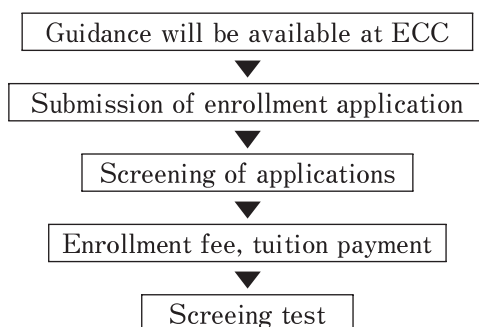 Guidance will be available at ECC
Submission of enrollment application
Screening of applications
Enrollment fee, tuition payment
Screeing test